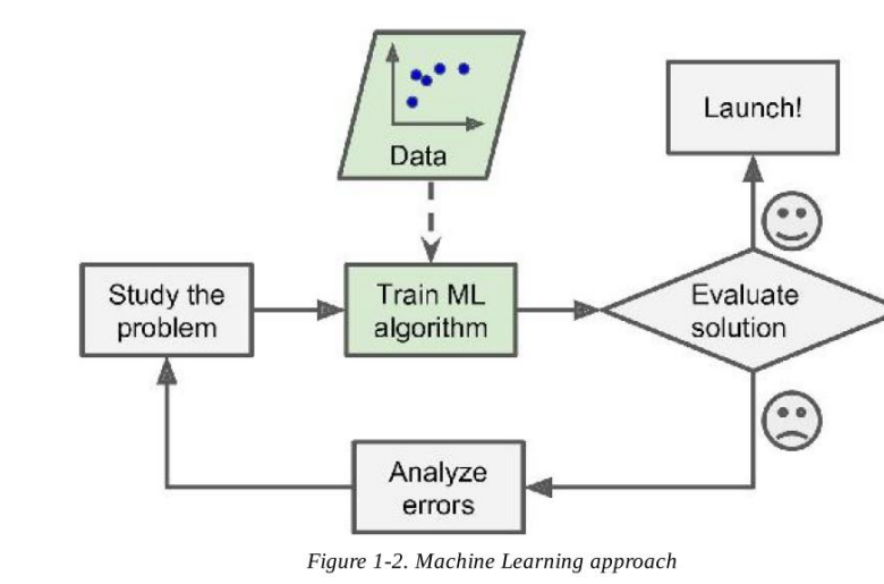 Data
Launch!
Study the
problem
Train ML
algorithm
Evaluate
solution
Analyze
errors
Figure 1-2. Machine Learning approach